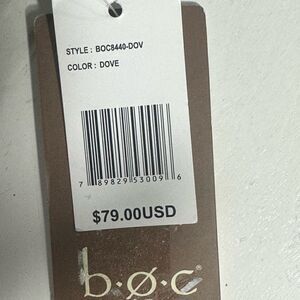 STYLE : BOC8440-DOV
COLOR : DOVE
7 89829 53009 6
$79.00USD
b·ø·c®